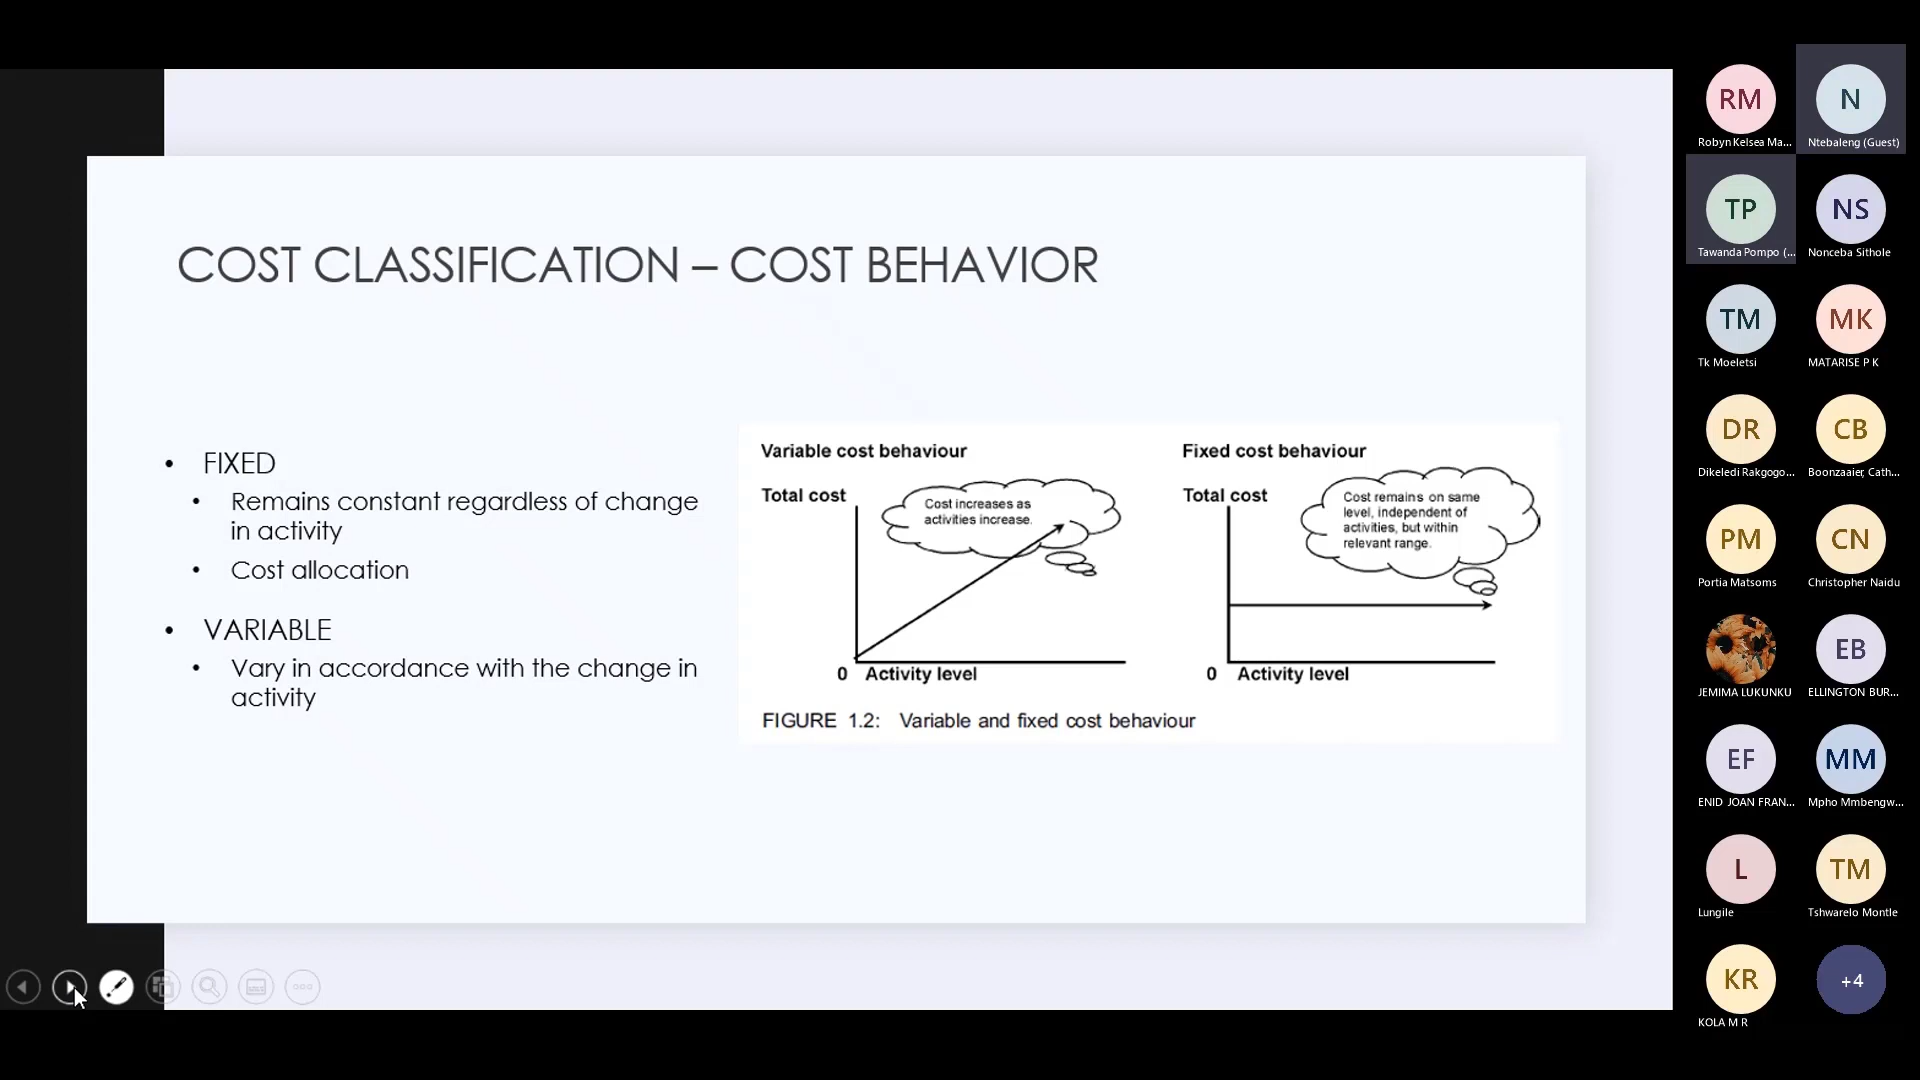 COST CLASSIFICATION – COST BEHAVIOR
• FIXED
• Remains constant regardless of change
in activity
• Cost allocation
• VARIABLE
• Vary in accordance with the change in
activity
Variable cost behaviour
Total cost
Cost increases as
activities increase.
0 Activity level
Fixed cost behaviour
Total cost
Cost remains on same
level, independent of
activities, but within
relevant range.
0 Activity level
FIGURE 1.2: Variable and fixed cost behaviour
RM
Robyn Kelsea Ma...
N
Ntebaleng (Guest)
TP
Tawanda Pompo (...
NS
Nonceba Sithole
TM
Tk Moeletsi
MK
MATARISE P K
DR
Dikeledi Rakgogo...
CB
Boonzaaier, Cath...
PM
Portia Matsoms
CN
Christopher Naidu
JEMIMA LUKUNKU
EB
ELLINGTON BUR...
EF
ENID JOAN FRAN...
MM
Mpho Mmbengw...
L
Lungile
TM
Tshwarelo Montle
KR
KOLA M R
+4